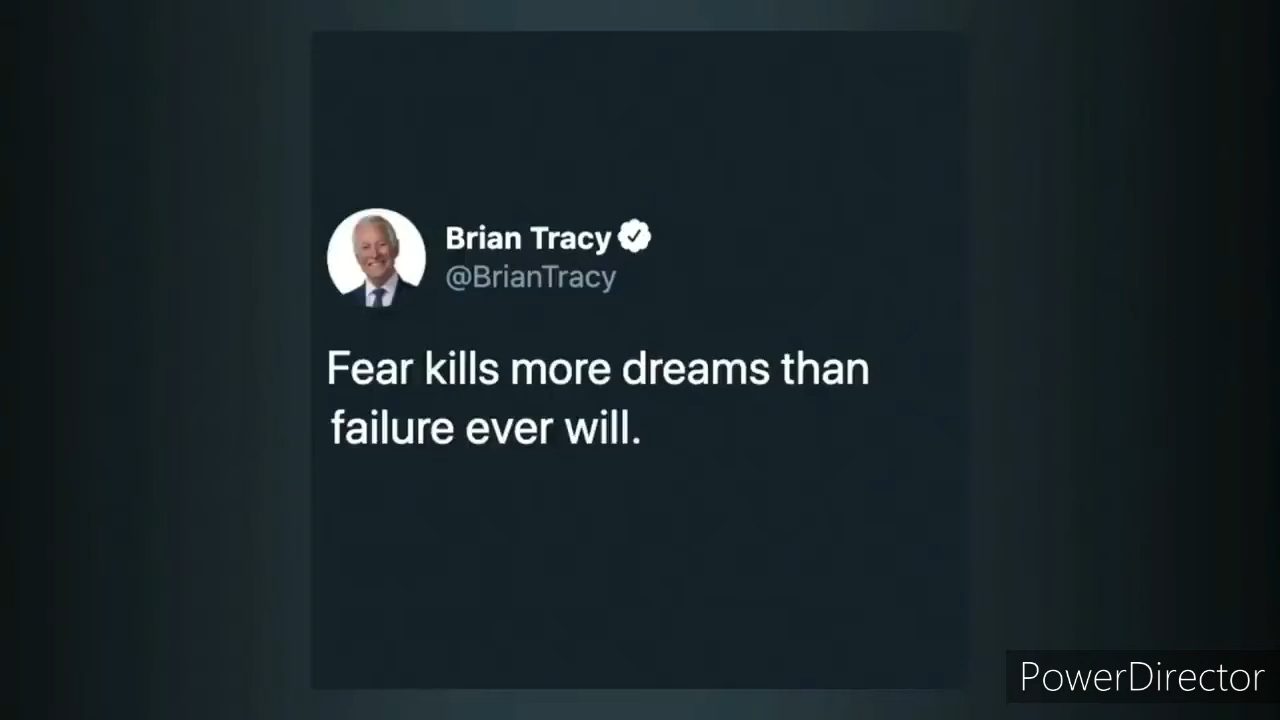 Brian Tracy
@BrianTracy
Fear kills more dreams than
failure ever will.
PowerDirector